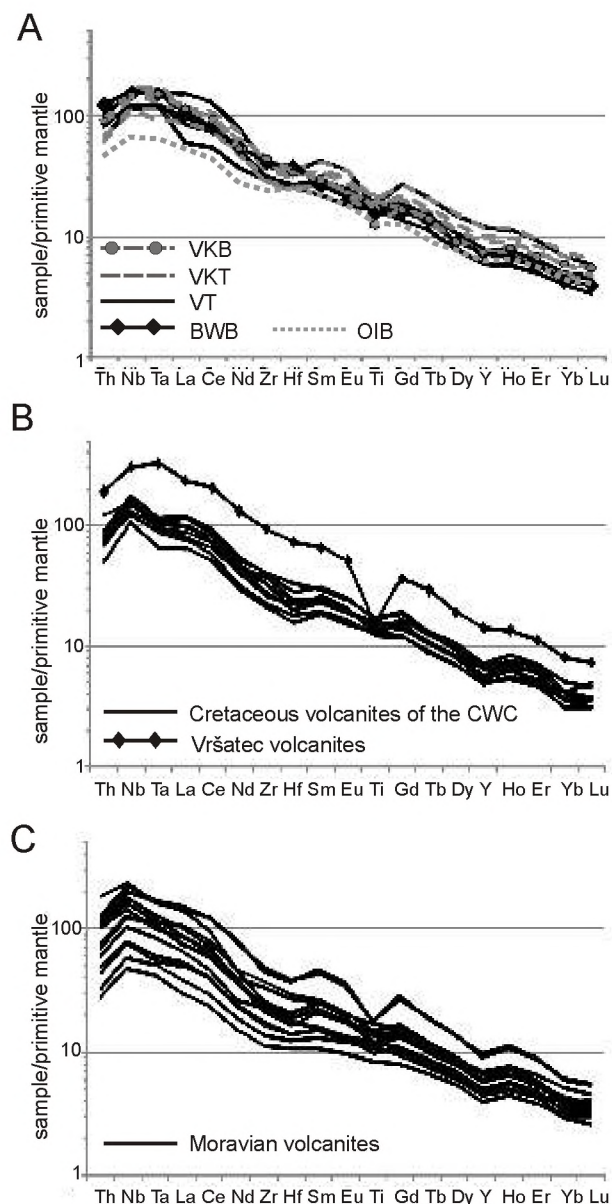 A
sample/primitive mantle
100
10
1
VKB
VKT
VT
BWB OIB
Th Nb Ta La Ce Nd Zr Hf Sm Eu Ti Gd Tb Dy Y Ho Er Yb Lu
B
sample/primitive mantle
100
10
1
Cretaceous volcanites of the CWC
Vršatec volcanites
Th Nb Ta La Ce Nd Zr Hf Sm Eu Ti Gd Tb Dy Y Ho Er Yb Lu
C
sample/primitive mantle
100
10
1
Moravian volcanites
Th Nb Ta La Ce Nd Zr Hf Sm Eu Ti Gd Tb Dy Y Ho Er Yb Lu